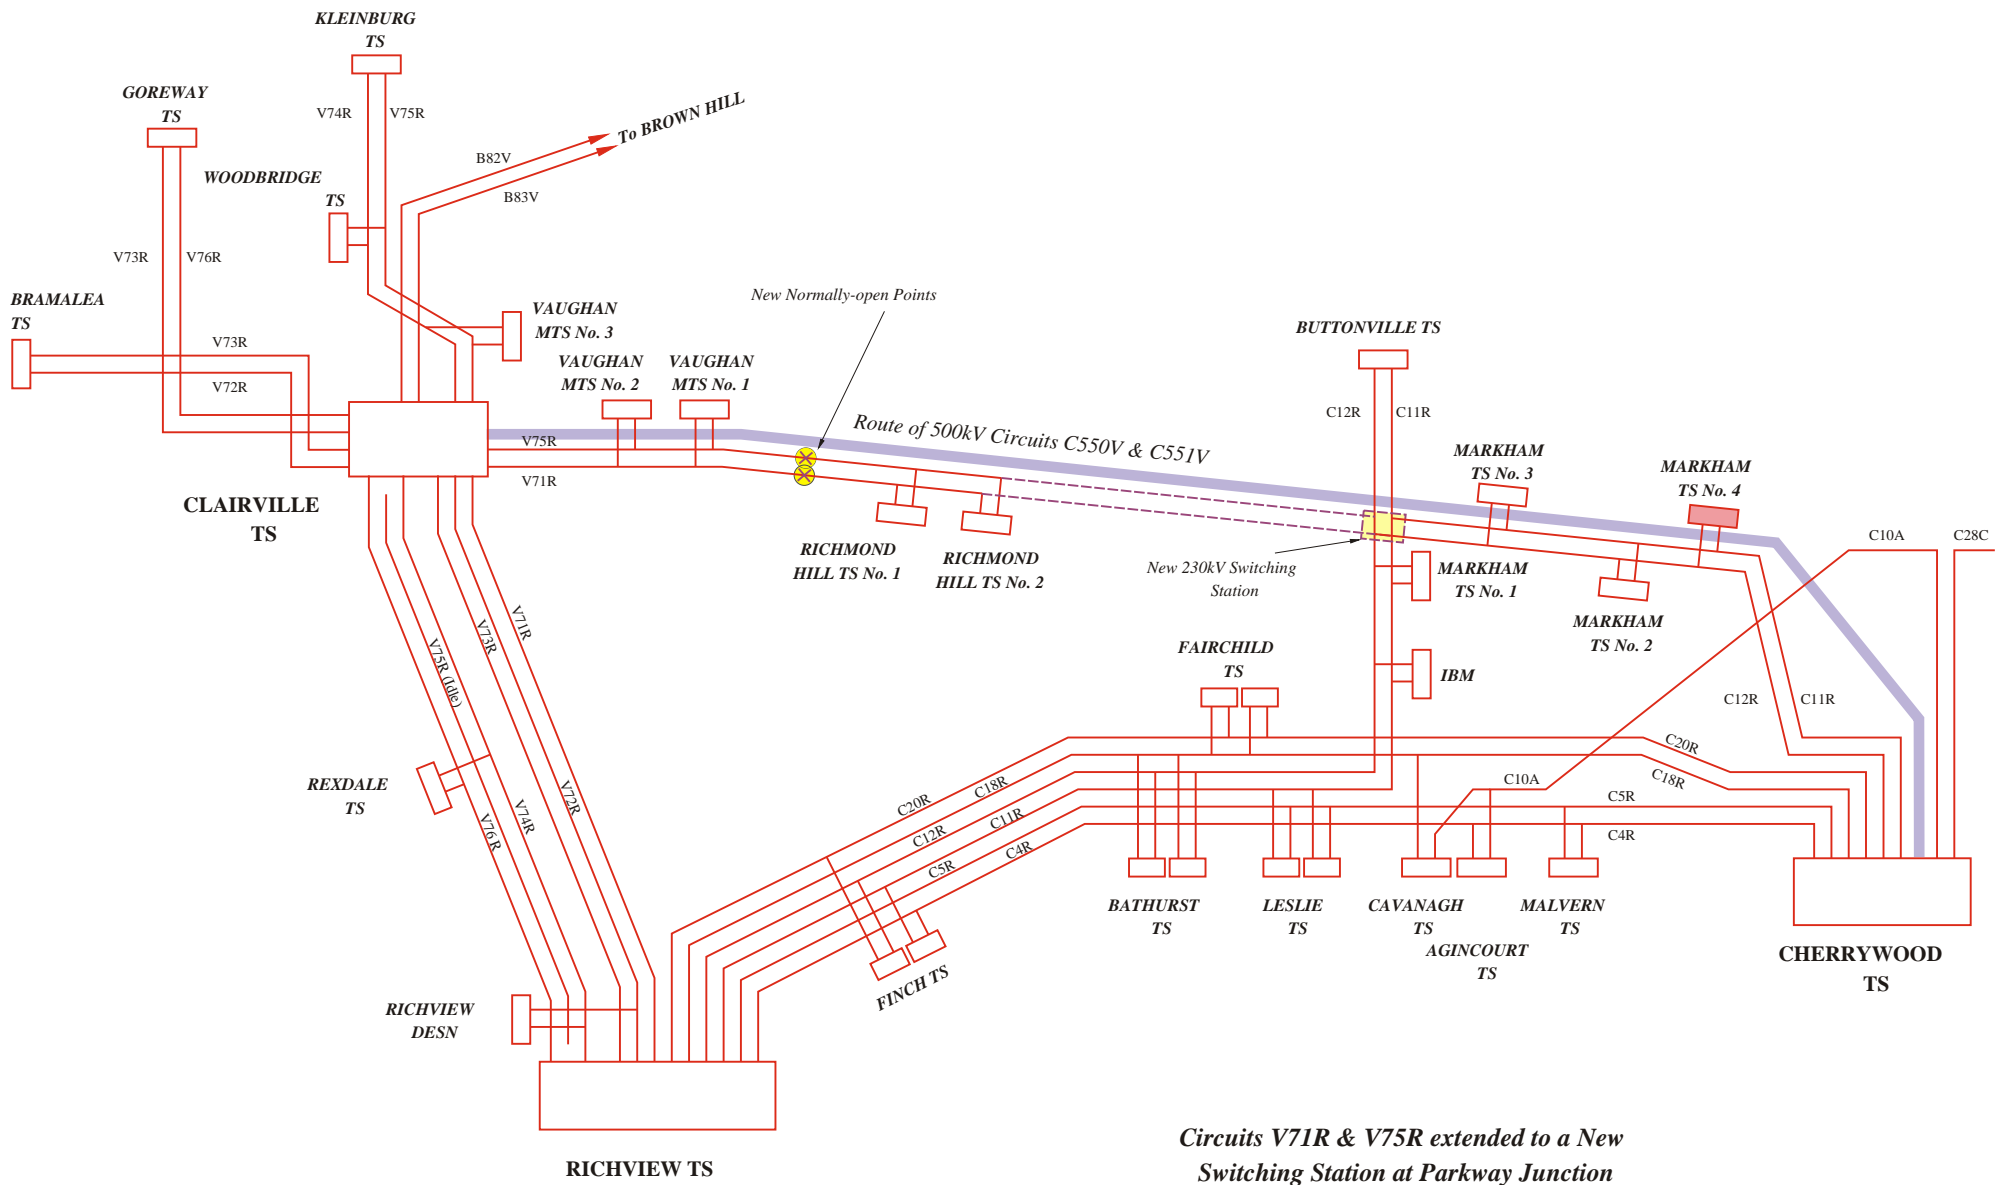 KLEINBURG
TS
GOREWAY
TS
V74R
V75R
To BROWN HILL
B82V
B83V
WOODBRIDGE
TS
V73R
V76R
BRAMALEA
TS
V73R
V72R
VAUGHAN
MTS No. 3
VAUGHAN
MTS No. 2
VAUGHAN
MTS No. 1
New Normally-open Points
BUTTONVILLE TS
C12R
C11R
Route of 500kV Circuits C550V & C551V
V75R
V71R
CLAIRVILLE
TS
MARKHAM
TS No. 3
MARKHAM
TS No. 4
C10A
C28C
RICHMOND
HILL TS No. 1
RICHMOND
HILL TS No. 2
New 230kV Switching
Station
MARKHAM
TS No. 1
MARKHAM
TS No. 2
V71R
V73R
V75R (Idle)
FAIRCHILD
TS
IBM
C12R
C11R
REXDALE
TS
V76R
V74R
V72R
C20R
C18R
C12R
C11R
C5R
C4R
C20R
C18R
C10A
C5R
C4R
BATHURST
TS
LESLIE
TS
CAVANAGH
TS
AGINCOURT
TS
MALVERN
TS
CHERRYWOOD
TS
FINCH TS
RICHVIEW
DESN
RICHVIEW TS
Circuits V71R & V75R extended to a New
Switching Station at Parkway Junction